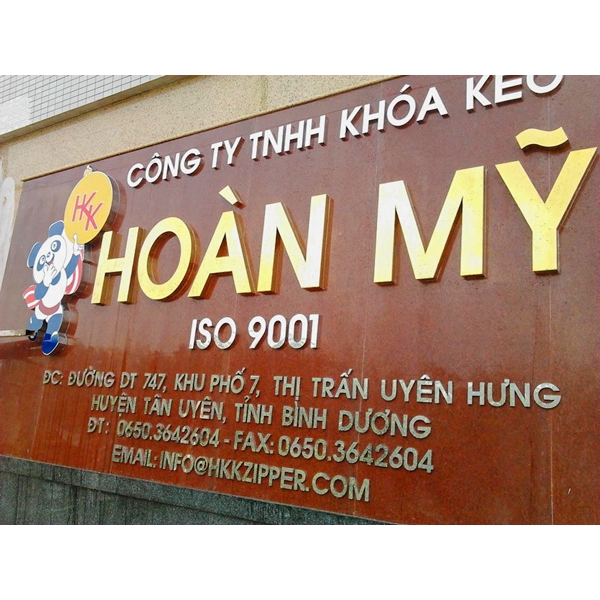 CÔNG TY TNHH KHÓA KÉO
HKK
HOÀN MỸ
ISO 9001
ĐC: ĐƯỜNG DT 747, KHU PHỐ 7, THỊ TRẤN UYÊN HƯNG
HUYỆN TÂN UYÊN, TỈNH BÌNH DƯƠNG
ĐT: 0650.3642604 - FAX: 0650.3642604
EMAIL: INFO@HKKZIPPER.COM